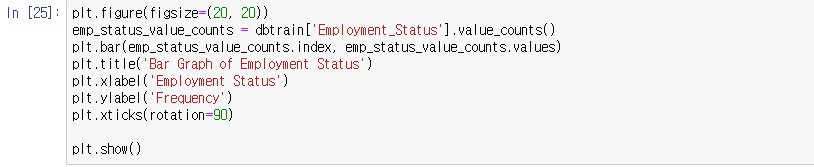 In [25]:
plt.figure(figsize=(20, 20))
emp_status_value_counts = dbtrain['Employment_Status'].value_counts()
plt.bar(emp_status_value_counts.index, emp_status_value_counts.values)
plt.title('Bar Graph of Employment Status')
plt.xlabel('Employment Status')
plt.ylabel('Frequency')
plt.xticks(rotation=90)

plt.show()